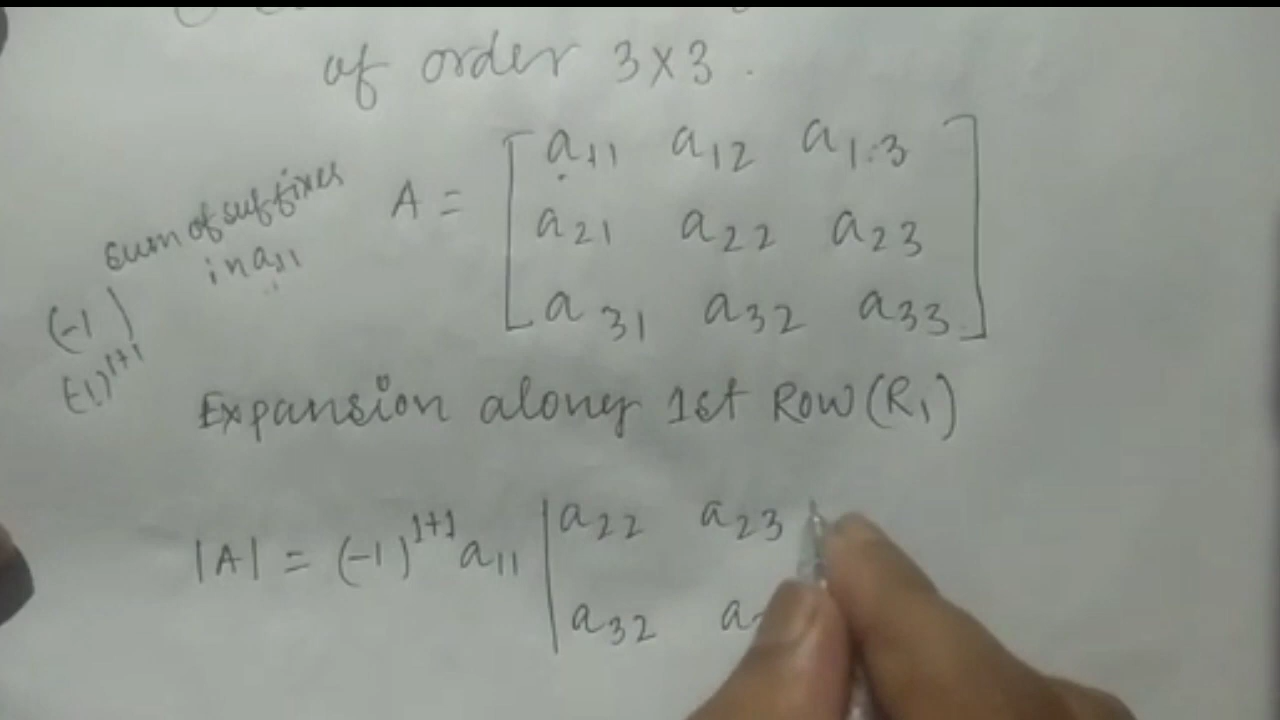 of order 3×3.
A = [a11 a12 a13
a21 a22 a23
a31 a32 a33]
sum of suffixes
in a11
(-1)
(-1)^1+1
Expansion along 1st Row (R1)
|A| = (-1)^1+1 a11 |a22 a23
a32